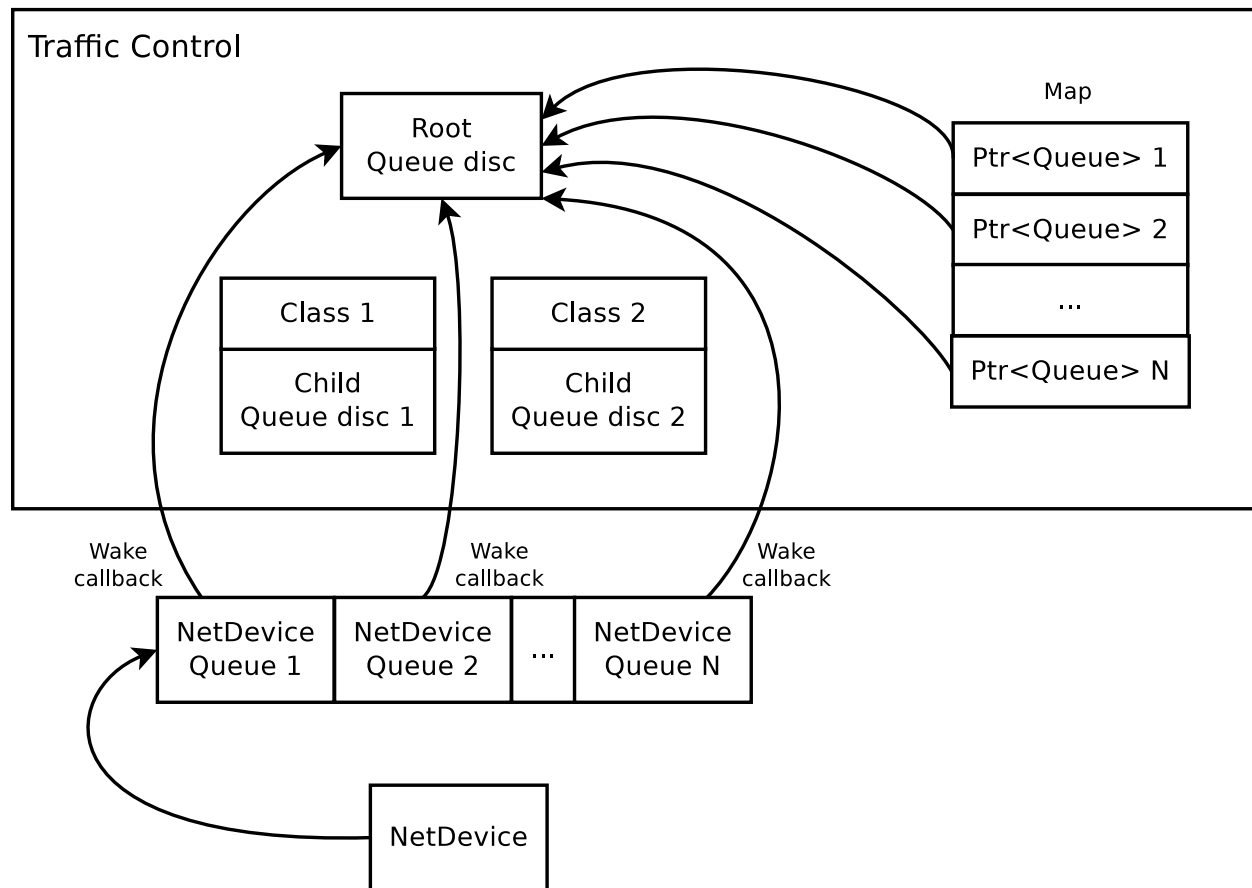 Traffic Control
Root
Queue disc
Map
Ptr<Queue> 1
Ptr<Queue> 2
...
Ptr<Queue> N
Class 1
Child
Queue disc 1
Class 2
Child
Queue disc 2
Wake
callback
Wake
callback
Wake
callback
NetDevice
Queue 1
NetDevice
Queue 2
...
NetDevice
Queue N
NetDevice